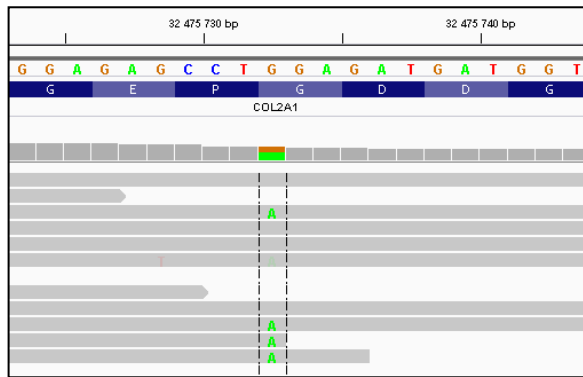 32 475 730 bp 32 475 740 bp
G G A G A G C C T G G A G A T G A T G G T
G E P G D D G
COL2A1
A
T A
A
A
A